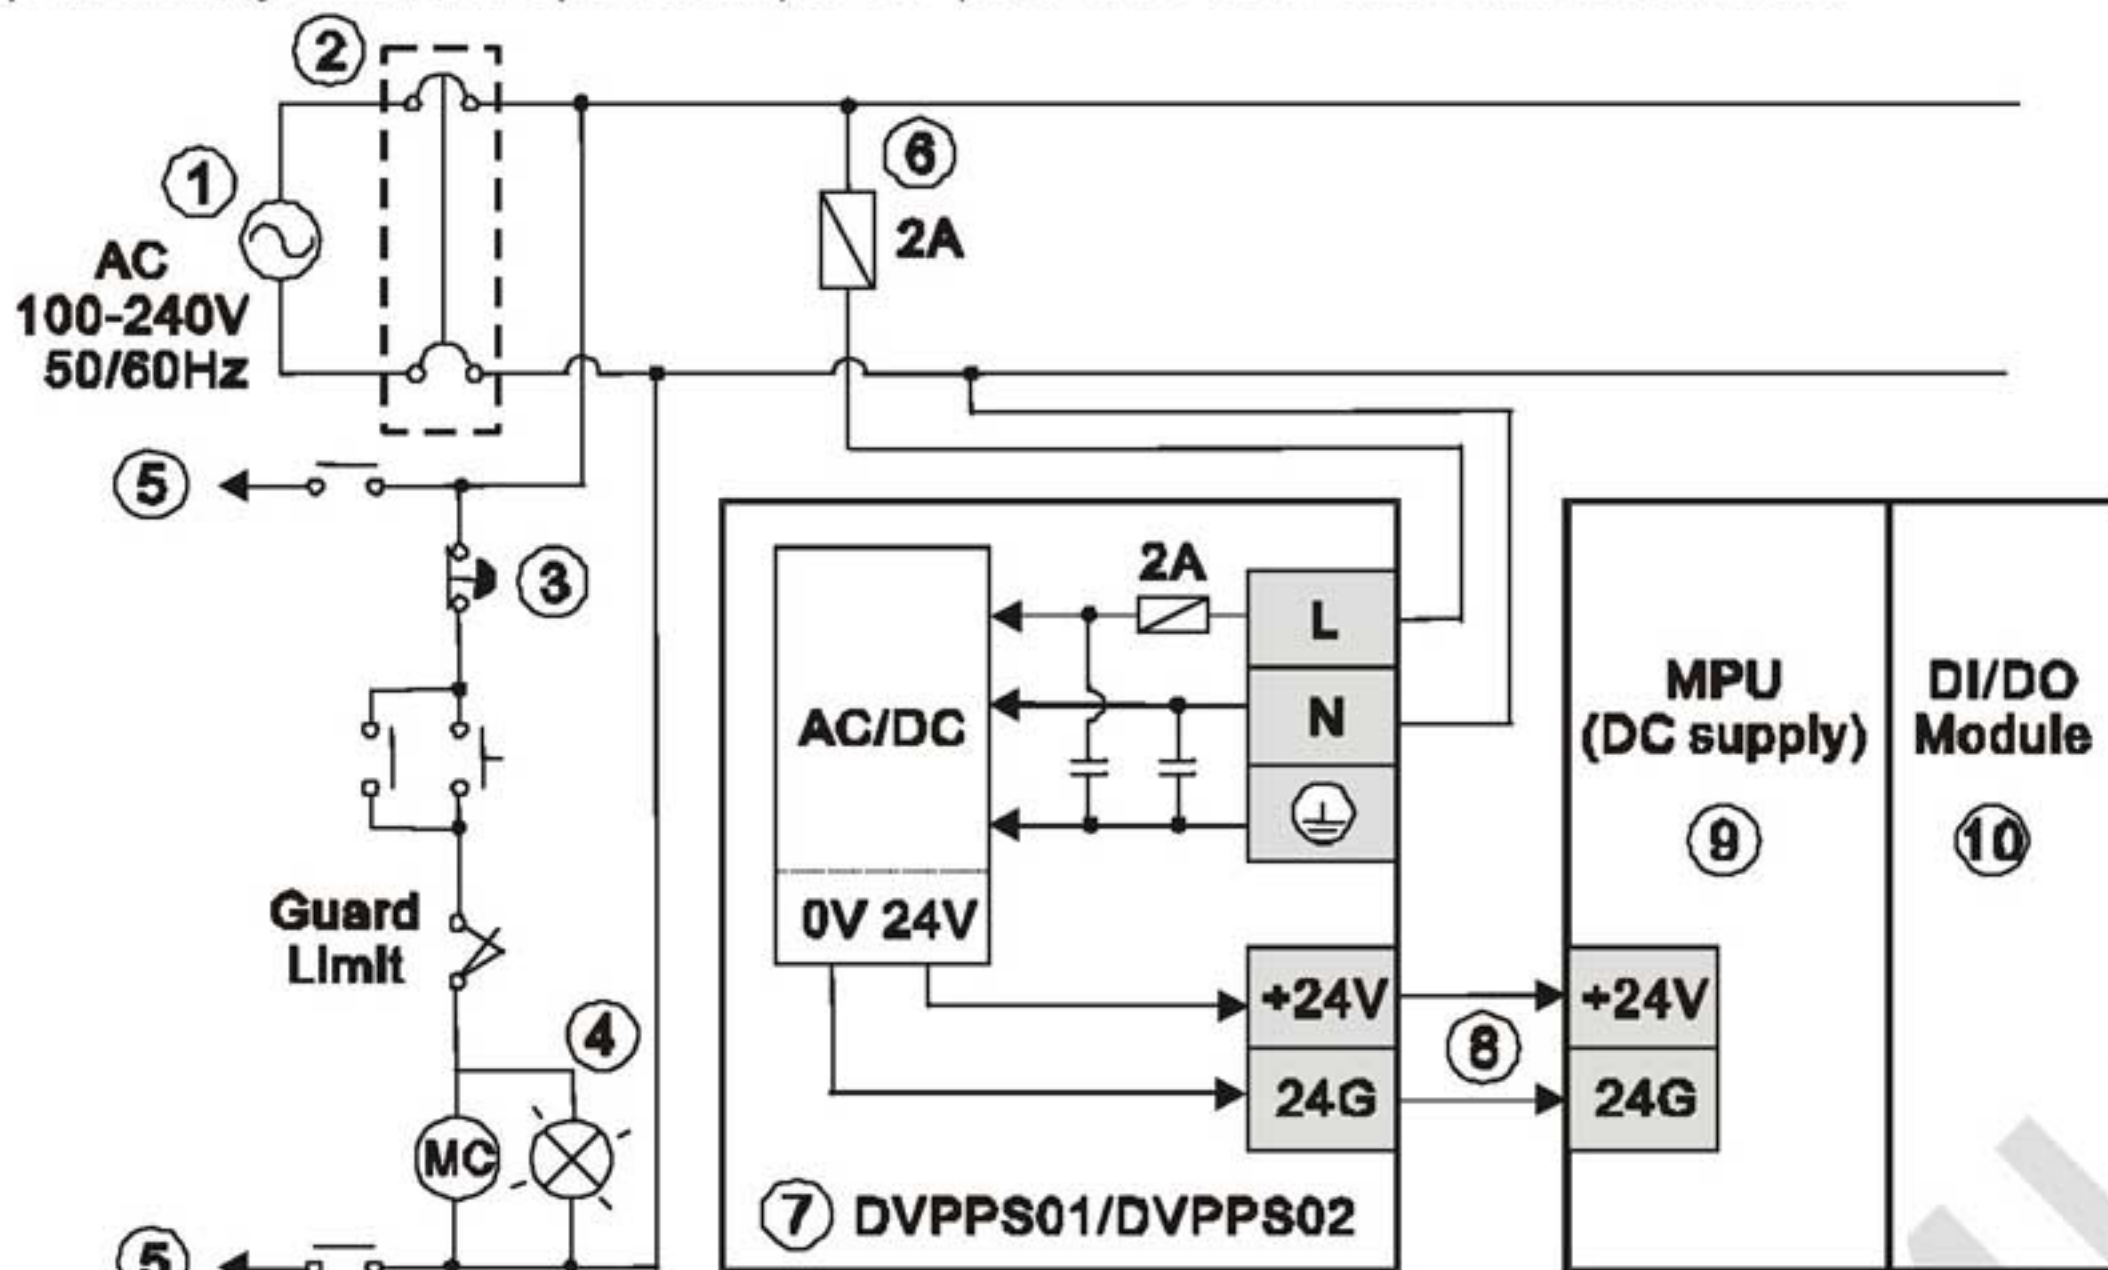 2
1
6
AC
100-240V
50/60Hz
2A
5
3
2A
L
N
AC/DC
MPU
(DC supply)
DI/DO
Module
9
10
Guard
Limit
0V 24V
+24V
+24V
4
8
24G
24G
MC
7 DVPPS01/DVPPS02
5